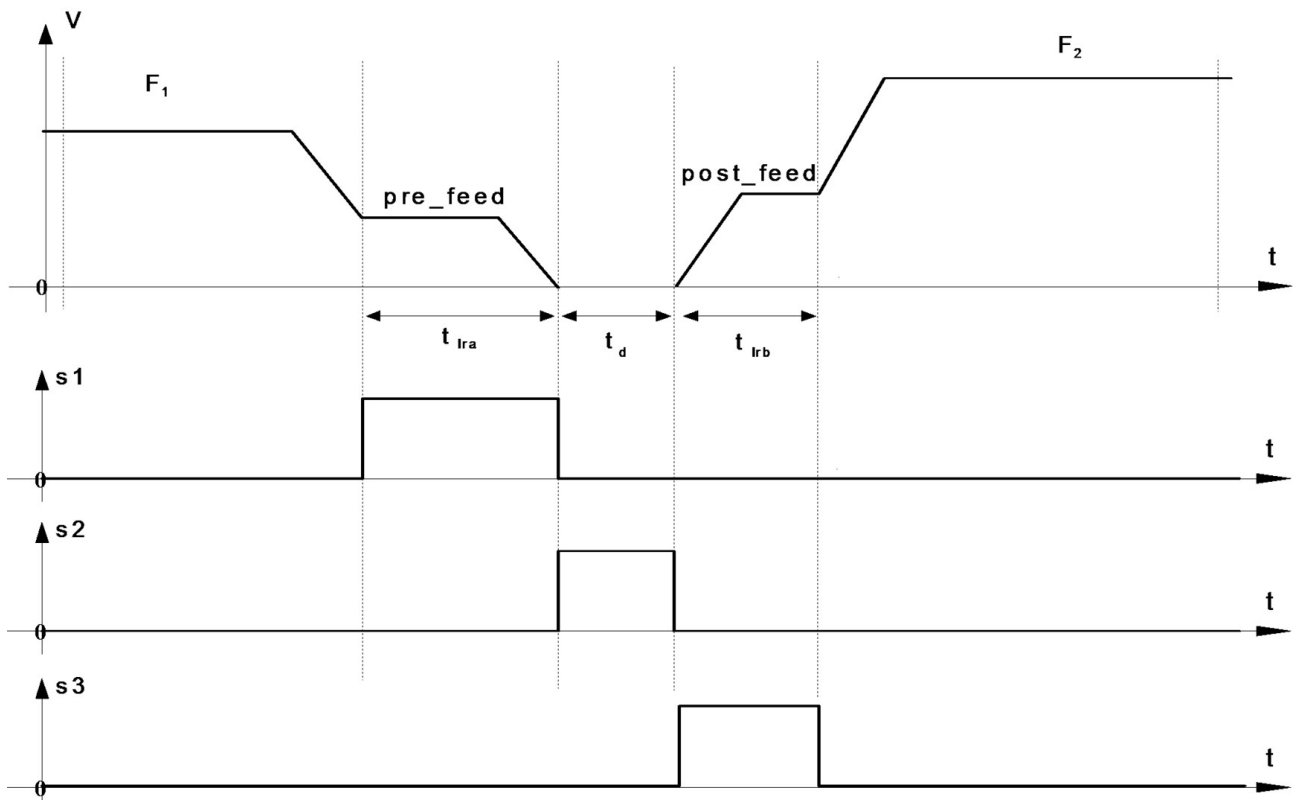 V
F₁
F₂
pre_feed
post_feed
t
0
t lra
t d
t lrb
s1
t
0
s2
t
0
s3
t
0